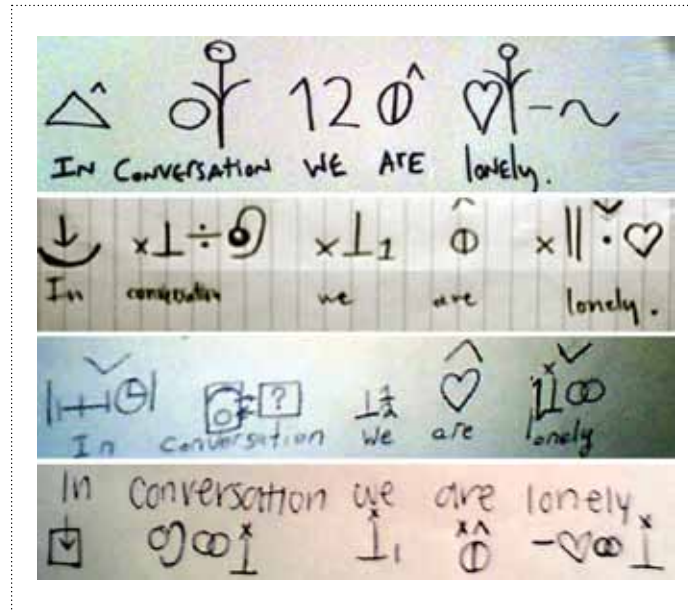 12
In Conversation We Are lonely.
In conversation we are lonely.
In Conversation We are lonely
In Conversation we are lonely